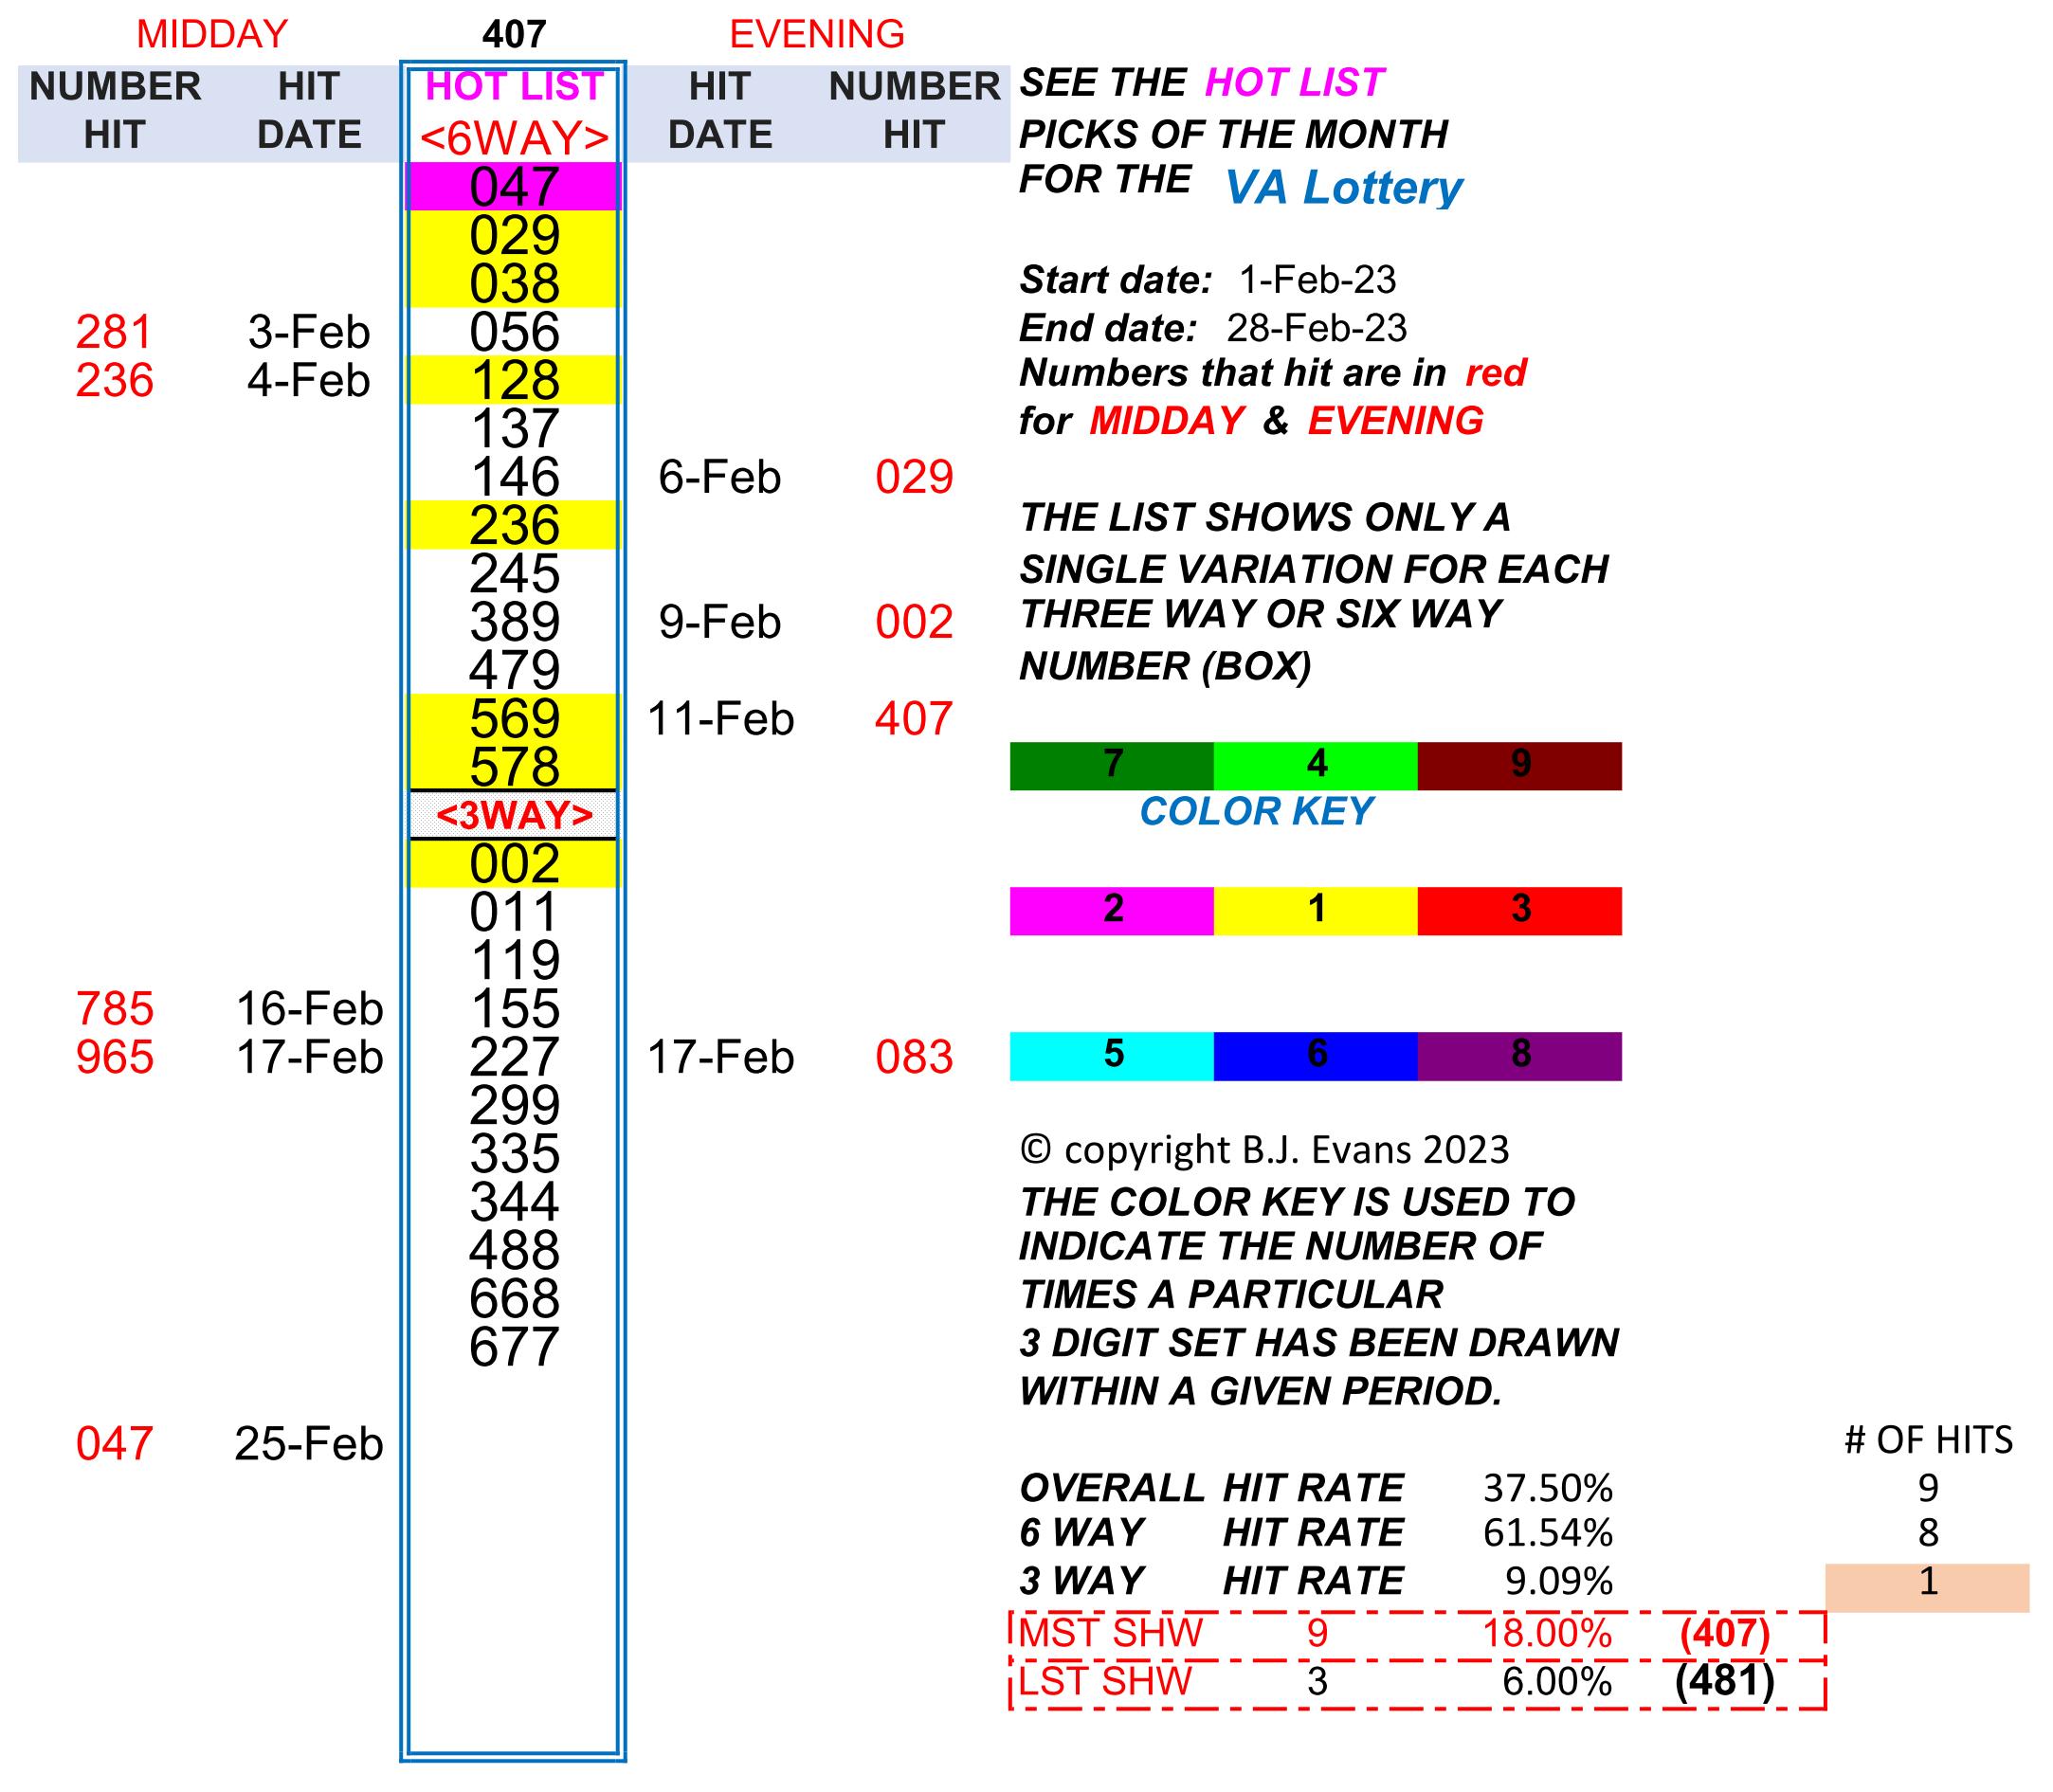 MIDDAY 407 EVENING
NUMBER HIT HOT LIST HIT NUMBER
HIT DATE <6WAY> DATE HIT
047
029
038
281 3-Feb 056
236 4-Feb 128
137
146 6-Feb 029
236
245
389 9-Feb 002
479
569 11-Feb 407
578
<3WAY>
002
011
119
785 16-Feb 155
965 17-Feb 227 17-Feb 083
299
335
344
488
668
677
047 25-Feb
SEE THE HOT LIST
PICKS OF THE MONTH
FOR THE VA Lottery
Start date: 1-Feb-23
End date: 28-Feb-23
Numbers that hit are in red
for MIDDAY & EVENING
THE LIST SHOWS ONLY A
SINGLE VARIATION FOR EACH
THREE WAY OR SIX WAY
NUMBER (BOX)
7 4 9
COLOR KEY
2 1 3
5 6 8
© copyright B.J. Evans 2023
THE COLOR KEY IS USED TO
INDICATE THE NUMBER OF
TIMES A PARTICULAR
3 DIGIT SET HAS BEEN DRAWN
WITHIN A GIVEN PERIOD.
# OF HITS
OVERALL HIT RATE 37.50% 9
6 WAY HIT RATE 61.54% 8
3 WAY HIT RATE 9.09% 1
MST SHW 9 18.00% (407)
LST SHW 3 6.00% (481)